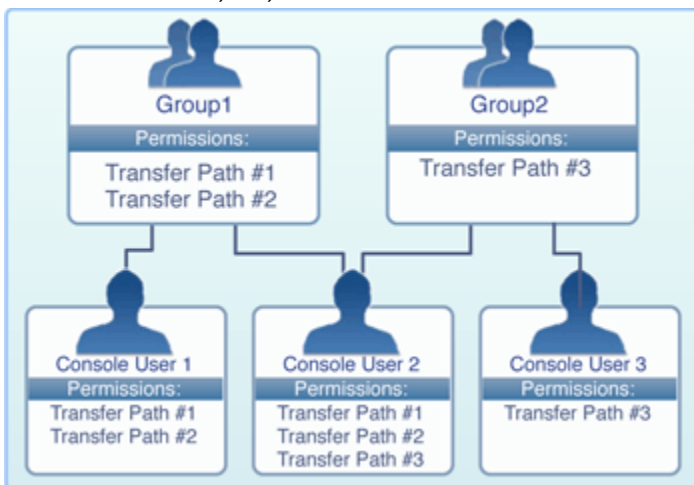 Group1
Permissions:
Transfer Path #1
Transfer Path #2
Group2
Permissions:
Transfer Path #3
Console User 1
Permissions:
Transfer Path #1
Transfer Path #2
Console User 2
Permissions:
Transfer Path #1
Transfer Path #2
Transfer Path #3
Console User 3
Permissions:
Transfer Path #3